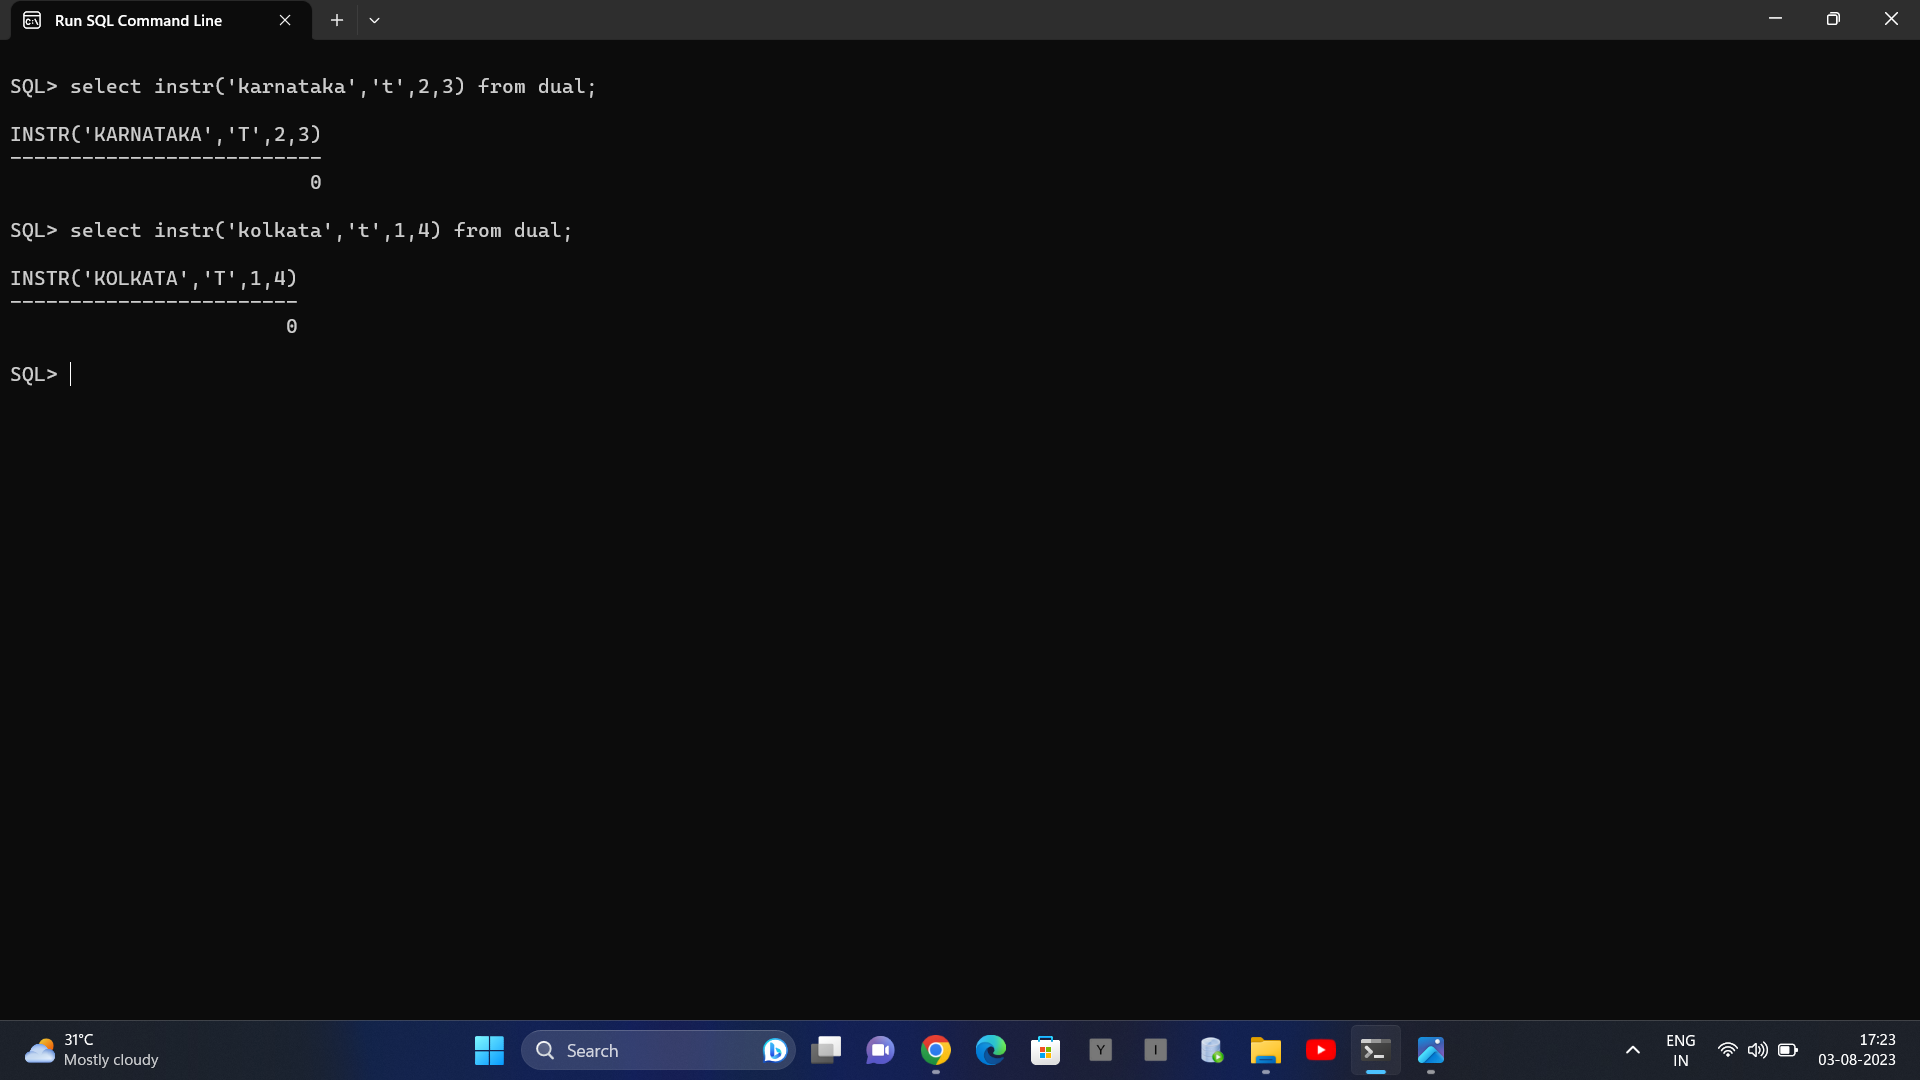 Run SQL Command Line
SQL> select instr('karnataka','t',2,3) from dual;
INSTR('KARNATAKA','T',2,3)
--------------------------
0
SQL> select instr('kolkata','t',1,4) from dual;
INSTR('KOLKATA','T',1,4)
------------------------
0
SQL>
31°C
Mostly cloudy
Search
Y
I
ENG
IN
17:23
03-08-2023